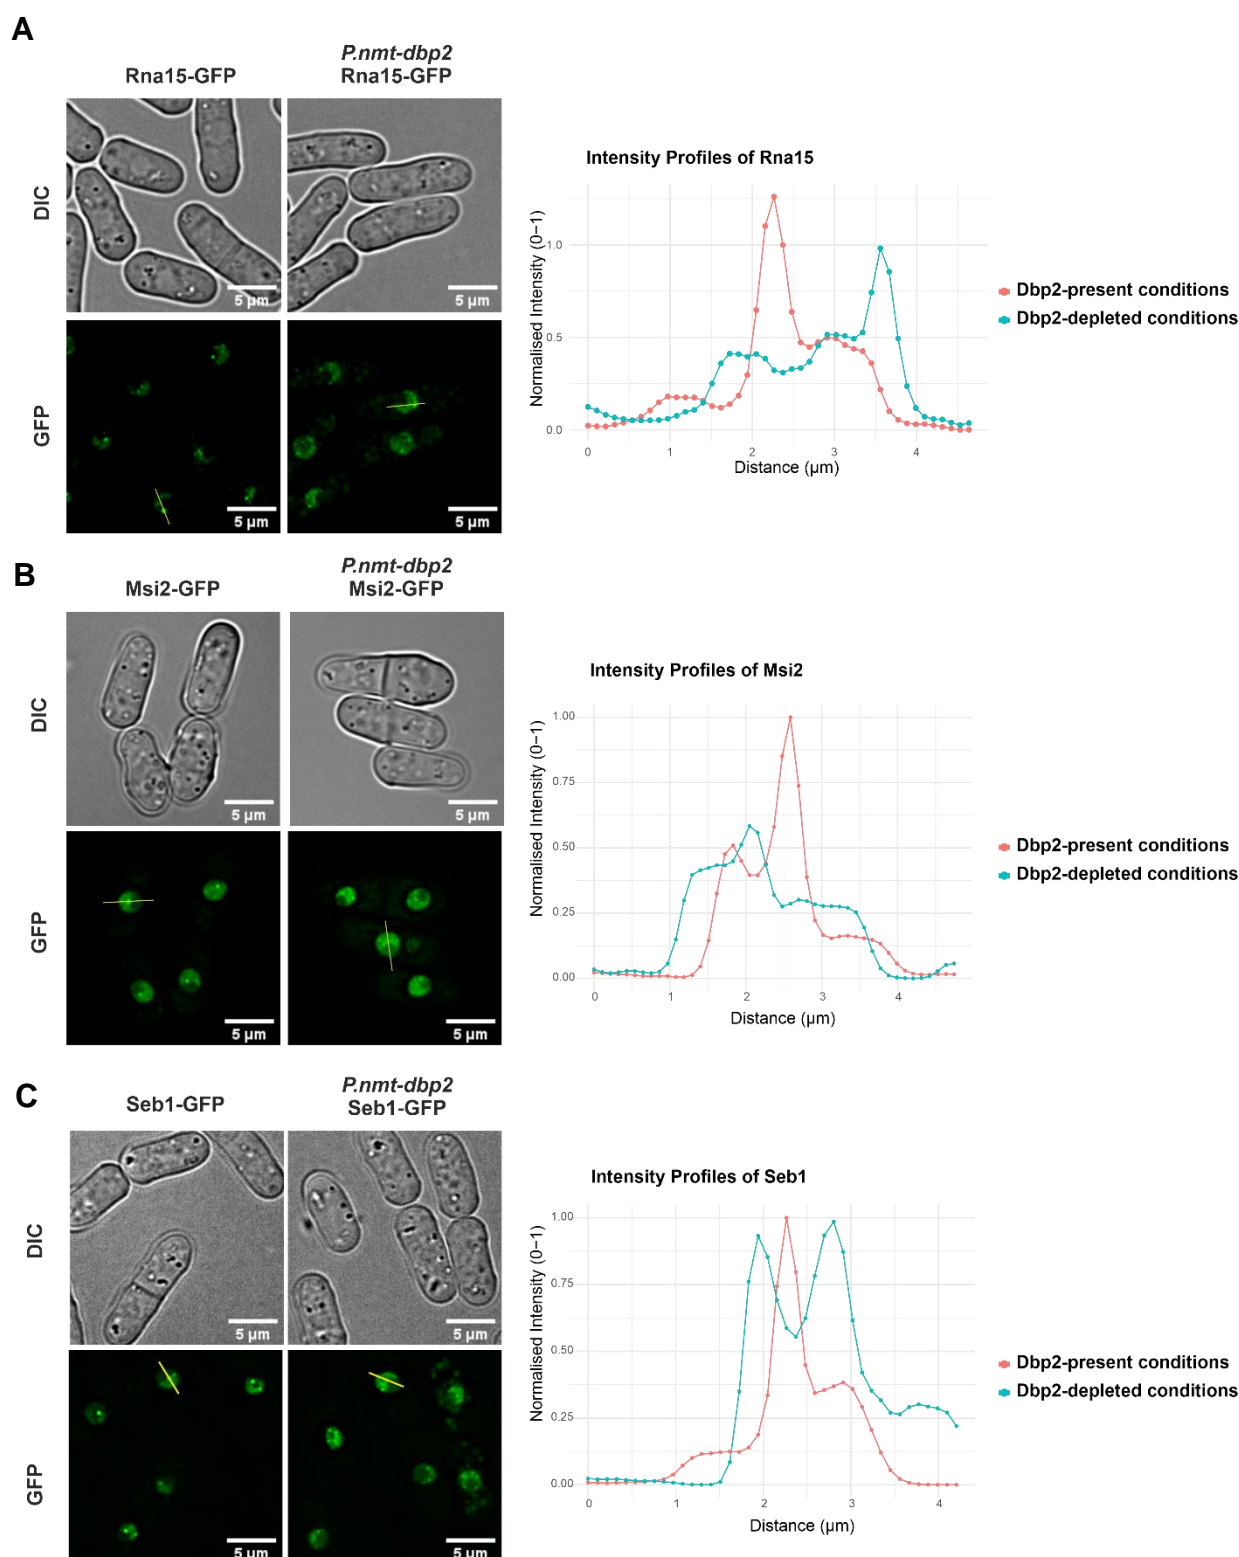 A
Rna15-GFP
P.nmt-dbp2
Rna15-GFP
DIC
5 µm
5 µm
GFP
5 µm
5 µm
Intensity Profiles of Rna15
Normalised Intensity (0−1)
1.0
0.5
0.0
0 1 2 3 4
Distance (µm)
Dbp2-present conditions
Dbp2-depleted conditions
B
Msi2-GFP
P.nmt-dbp2
Msi2-GFP
DIC
5 µm
5 µm
GFP
5 µm
5 µm
Intensity Profiles of Msi2
Normalised Intensity (0−1)
1.00
0.75
0.50
0.25
0.00
0 1 2 3 4
Distance (µm)
Dbp2-present conditions
Dbp2-depleted conditions
C
Seb1-GFP
P.nmt-dbp2
Seb1-GFP
DIC
5 µm
5 µm
GFP
5 µm
5 µm
Intensity Profiles of Seb1
Normalised Intensity (0−1)
1.00
0.75
0.50
0.25
0.00
0 1 2 3 4
Distance (µm)
Dbp2-present conditions
Dbp2-depleted conditions